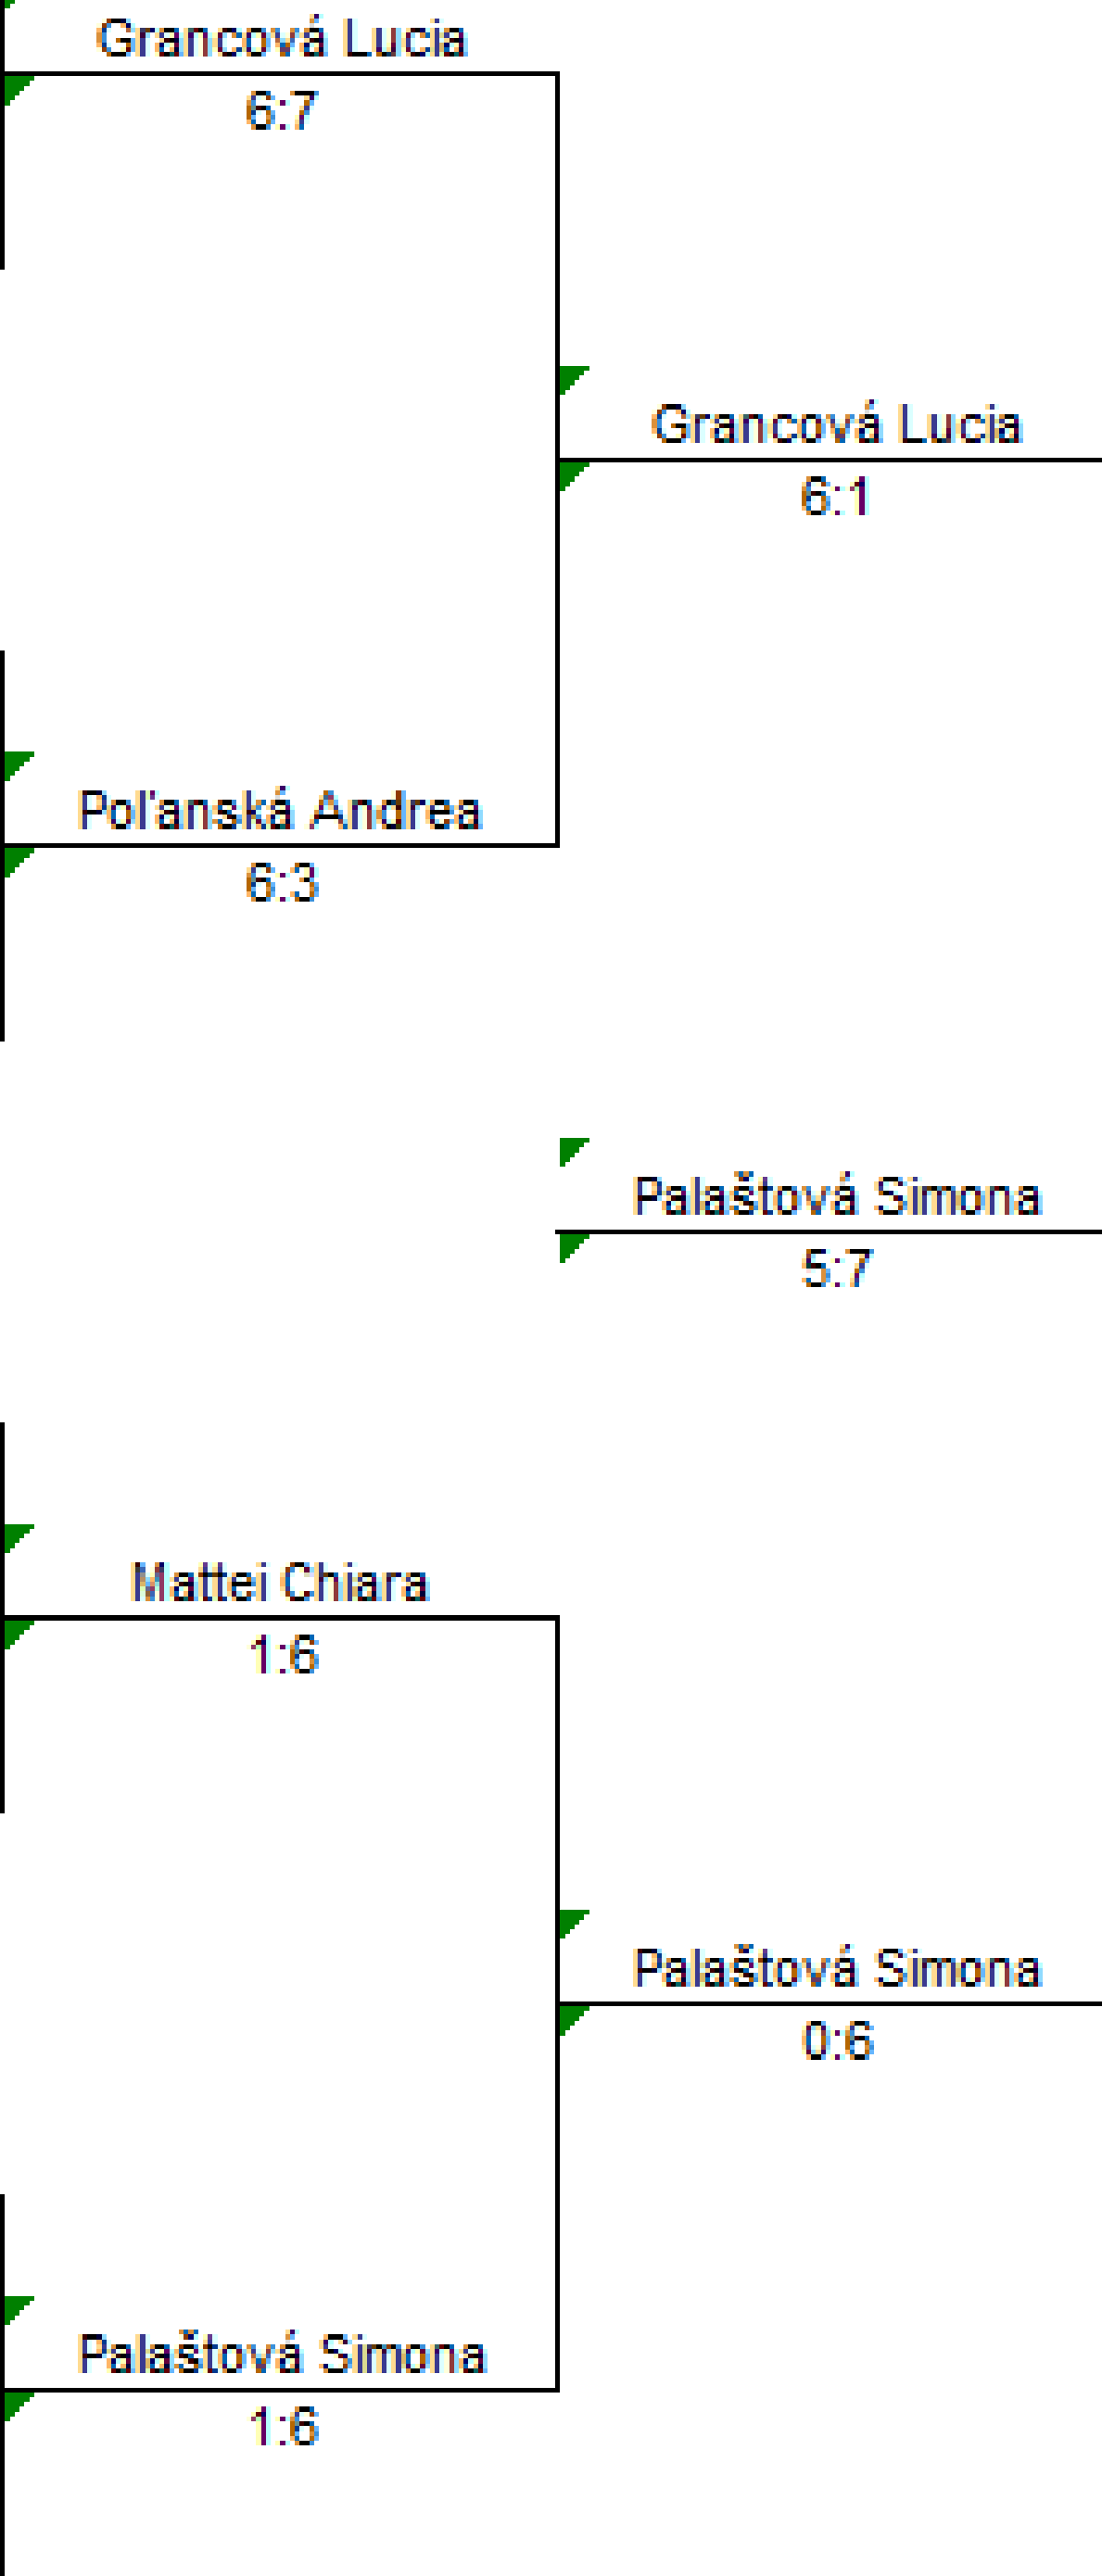 Grancová Lucia
6:7
Grancová Lucia
6:1
Poľanská Andrea
6:3
Palaštová Simona
5:7
Mattei Chiara
1:6
Palaštová Simona
0:6
Palaštová Simona
1:6